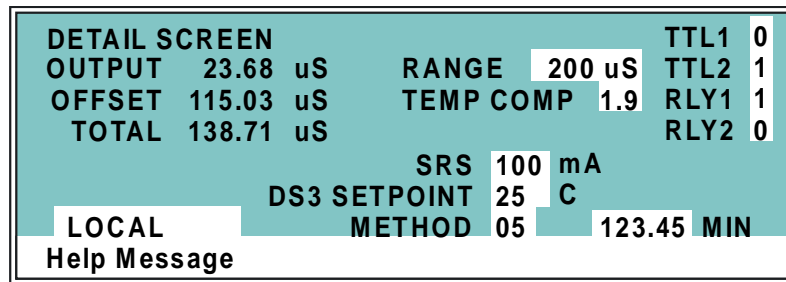 DETAIL SCREEN TTL1 0
OUTPUT 23.68 uS RANGE 200 uS TTL2 1
OFFSET 115.03 uS TEMP COMP 1.9 RLY1 1
TOTAL 138.71 uS RLY2 0
SRS 100 mA
DS3 SETPOINT 25 C
LOCAL METHOD 05 123.45 MIN
Help Message